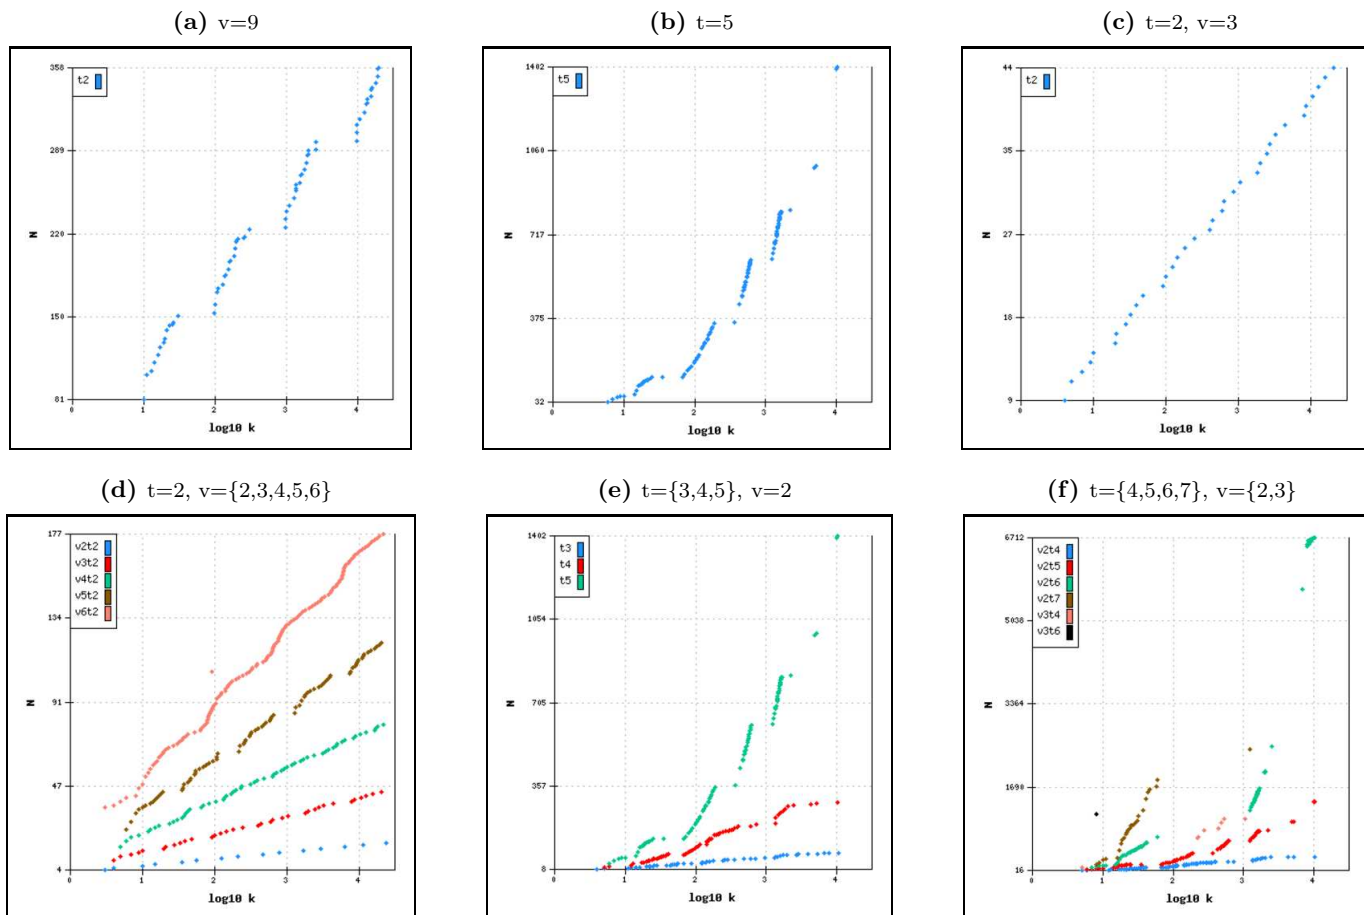 (a) v=9
(b) t=5
(c) t=2, v=3
358
289
220
150
81
N
t2
0 1 2 3 4
log10 k
1402
1060
717
375
32
N
t5
0 1 2 3 4
log10 k
44
35
27
18
9
N
t2
0 1 2 3 4
log10 k
(d) t=2, v={2,3,4,5,6}
(e) t={3,4,5}, v=2
(f) t={4,5,6,7}, v={2,3}
177
134
91
47
4
N
v2t2
v3t2
v4t2
v5t2
v6t2
0 1 2 3 4
log10 k
1402
1054
705
357
8
N
t3
t4
t5
0 1 2 3 4
log10 k
6712
5038
3364
1690
16
N
v2t4
v2t5
v2t6
v2t7
v3t4
v3t6
0 1 2 3 4
log10 k